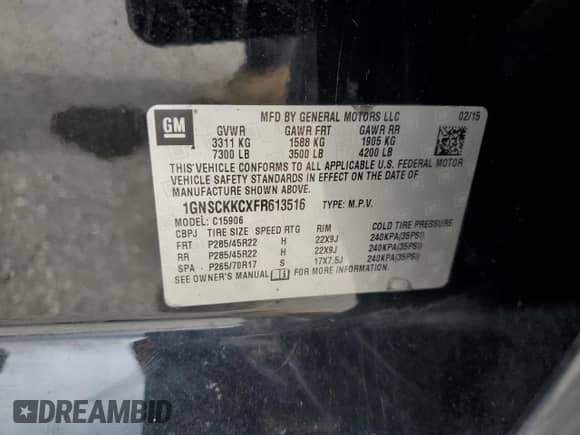 GM
MFD BY GENERAL MOTORS LLC 02/15
GVWR GAWR FRT GAWR RR
3311 KG 1588 KG 1905 KG
7300 LB 3500 LB 4200 LB
THIS VEHICLE CONFORMS TO ALL APPLICABLE U.S. FEDERAL MOTOR
VEHICLE SAFETY STANDARDS IN EFFECT ON THE DATE OF
MANUFACTURE SHOWN ABOVE.
1GNSCKKCXFR613516 TYPE: M.P.V.
MODEL: C15906
CBPJ TIRE SIZE SPEED RTG RIM COLD TIRE PRESSURE
FRT P285/45R22 H 22X9J 240KPA(35PSI)
RR P285/45R22 H 22X9J 240KPA(35PSI)
SPA P265/70R17 S 17X7.5J 240KPA(35PSI)
SEE OWNER'S MANUAL FOR MORE INFORMATION.
DREAMBID